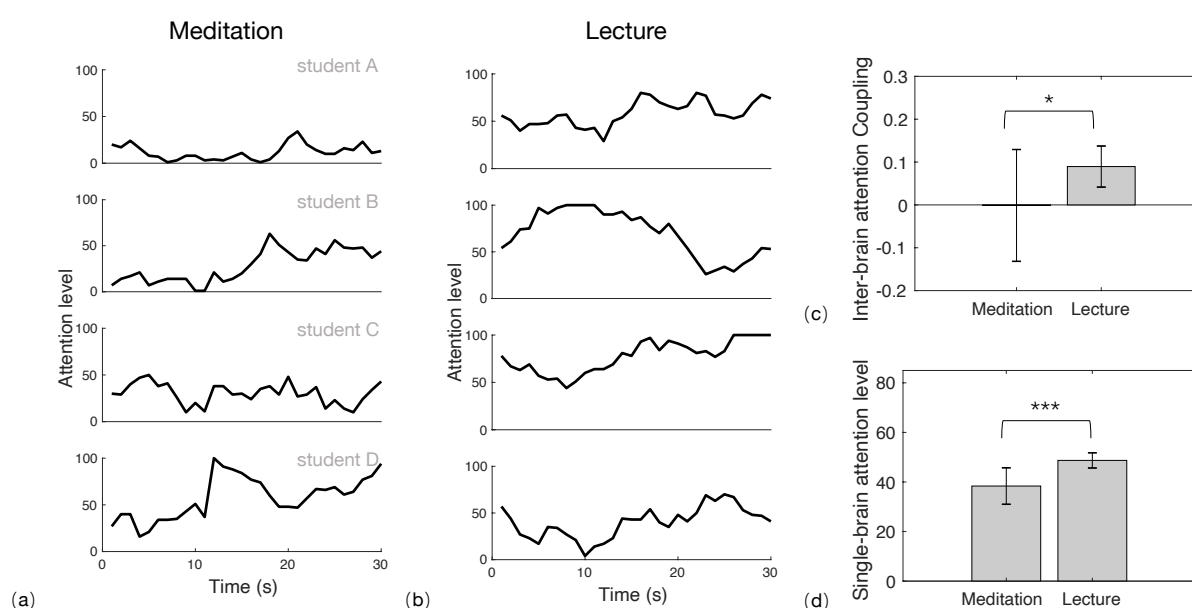 Meditation
student A
100
50
0
student B
100
50
0
student C
100
50
0
student D
100
50
0
0
10
20
30
Attention level
Time (s)
(a)
Lecture
100
50
0
100
50
0
100
50
0
100
50
0
0
10
20
30
Attention level
Time (s)
(b)
Inter-brain attention Coupling
0.3
0.2
0.1
0
-0.1
-0.2
*
Meditation
Lecture
(c)
Single-brain attention level
80
60
40
20
0
***
Meditation
Lecture
(d)